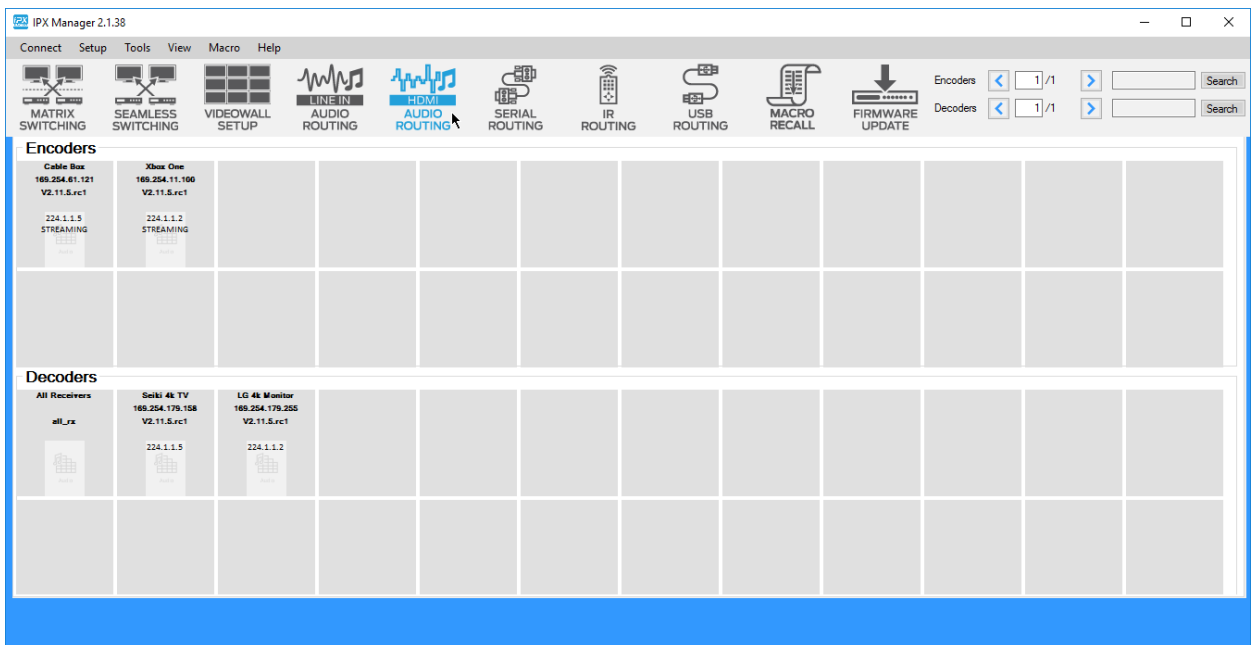 IPX Manager 2.1.38
Connect Setup Tools View Macro Help
MATRIX SWITCHING
SEAMLESS SWITCHING
VIDEOWALL SETUP
LINE IN
AUDIO ROUTING
HDMI
AUDIO ROUTING
SERIAL ROUTING
IR ROUTING
USB ROUTING
MACRO RECALL
FIRMWARE UPDATE
Encoders 1 /1 Search
Decoders 1 /1 Search
Encoders
Cable Box
169.254.61.121
V2.11.5.rc1
224.1.1.5
STREAMING
Xbox One
169.254.11.100
V2.11.5.rc1
224.1.1.2
STREAMING
Decoders
All Receivers
all_rx
Seiki 4k TV
169.254.179.158
V2.11.5.rc1
224.1.1.5
LG 4k Monitor
169.254.179.255
V2.11.5.rc1
224.1.1.2